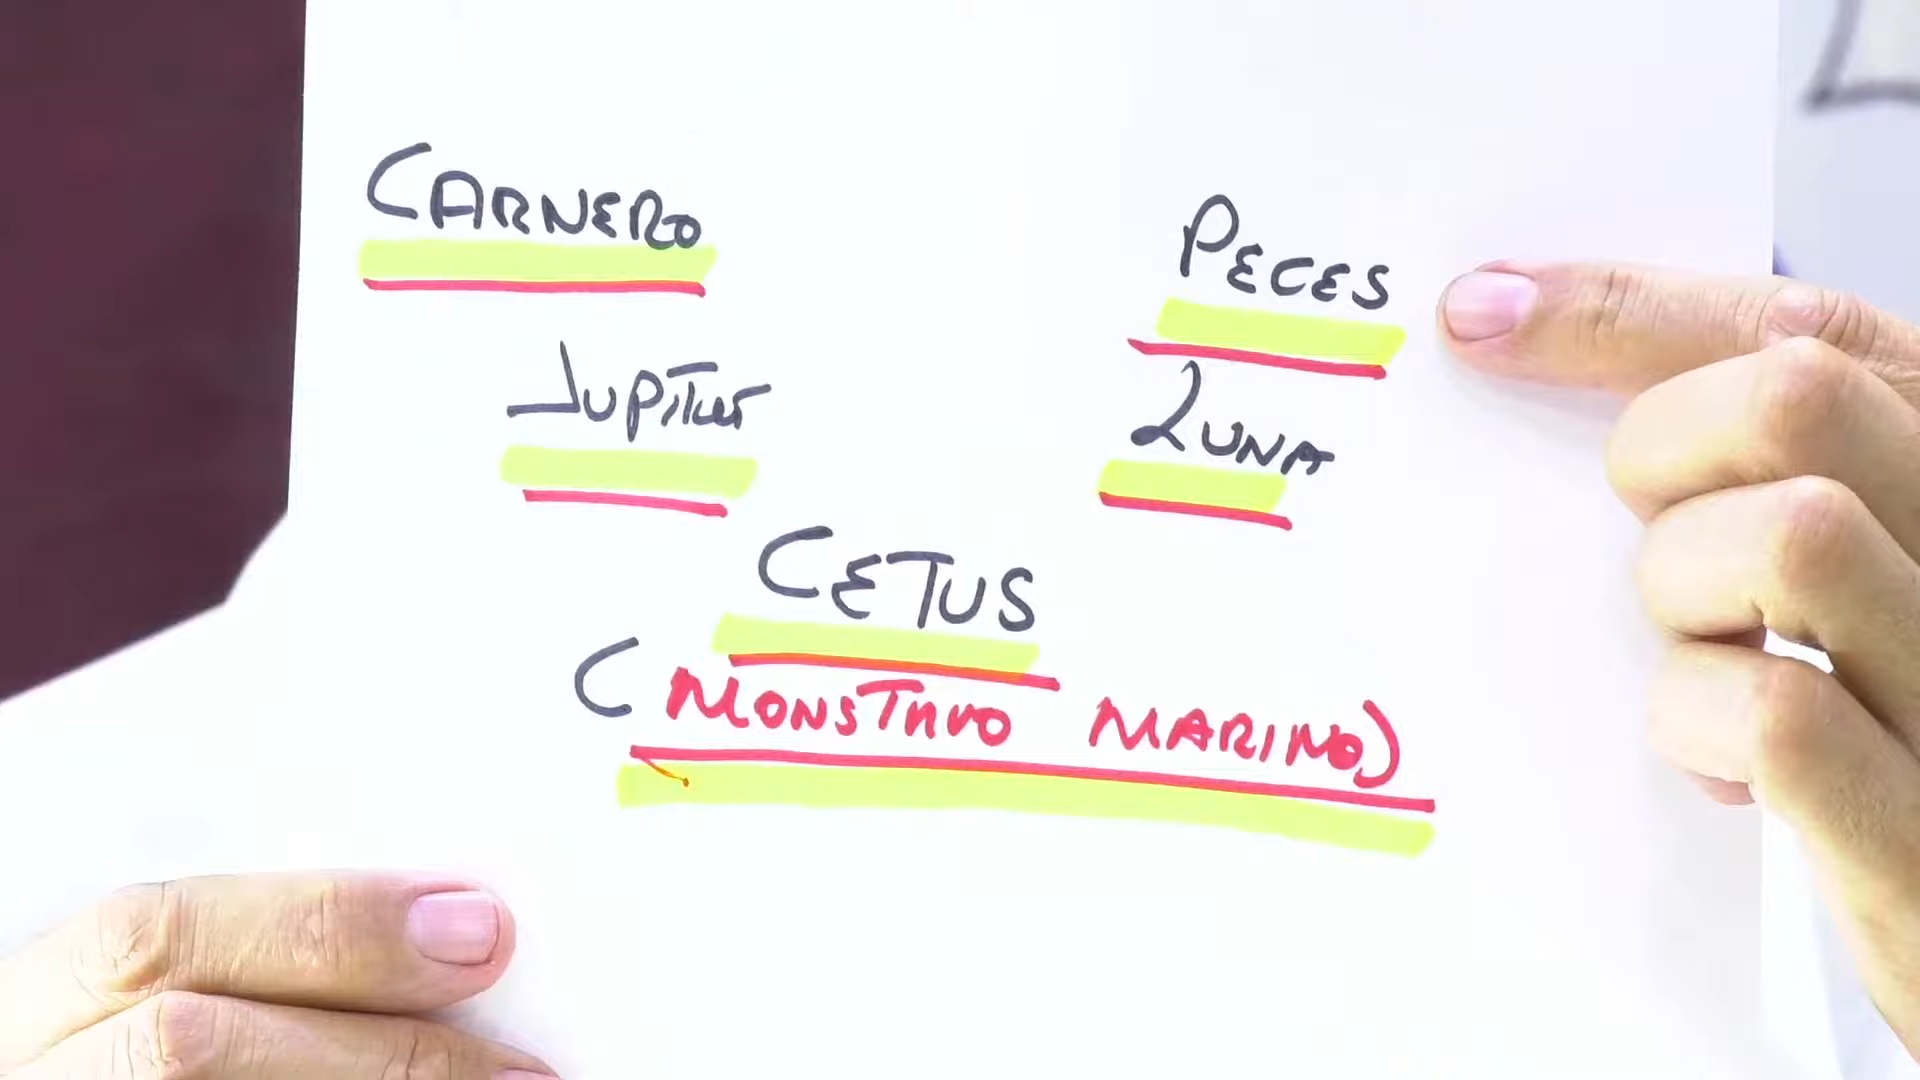 CARNERO
PECES
JUPITER
LUNA
CETUS
(MONSTRUO MARINO)